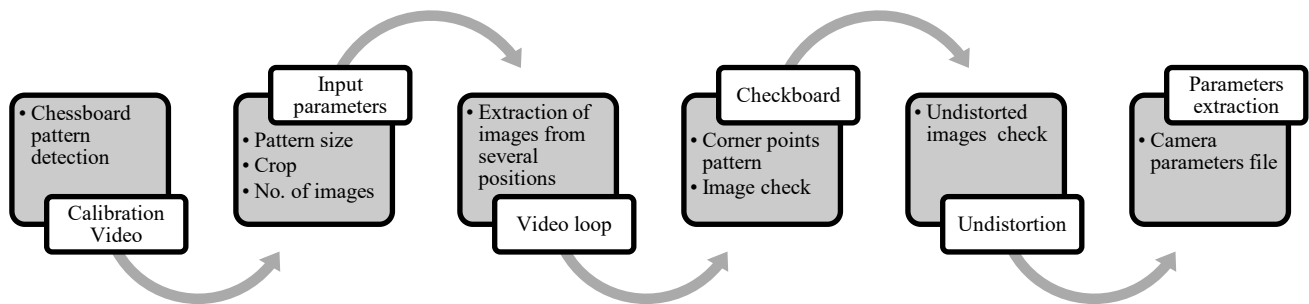 • Chessboard
pattern
detection
Calibration
Video
Input
parameters
• Pattern size
• Crop
• No. of images
• Extraction of
images from
several
positions
Video loop
Checkboard
• Corner points
pattern
• Image check
• Undistorted
images check
Undistortion
Parameters
extraction
• Camera
parameters file